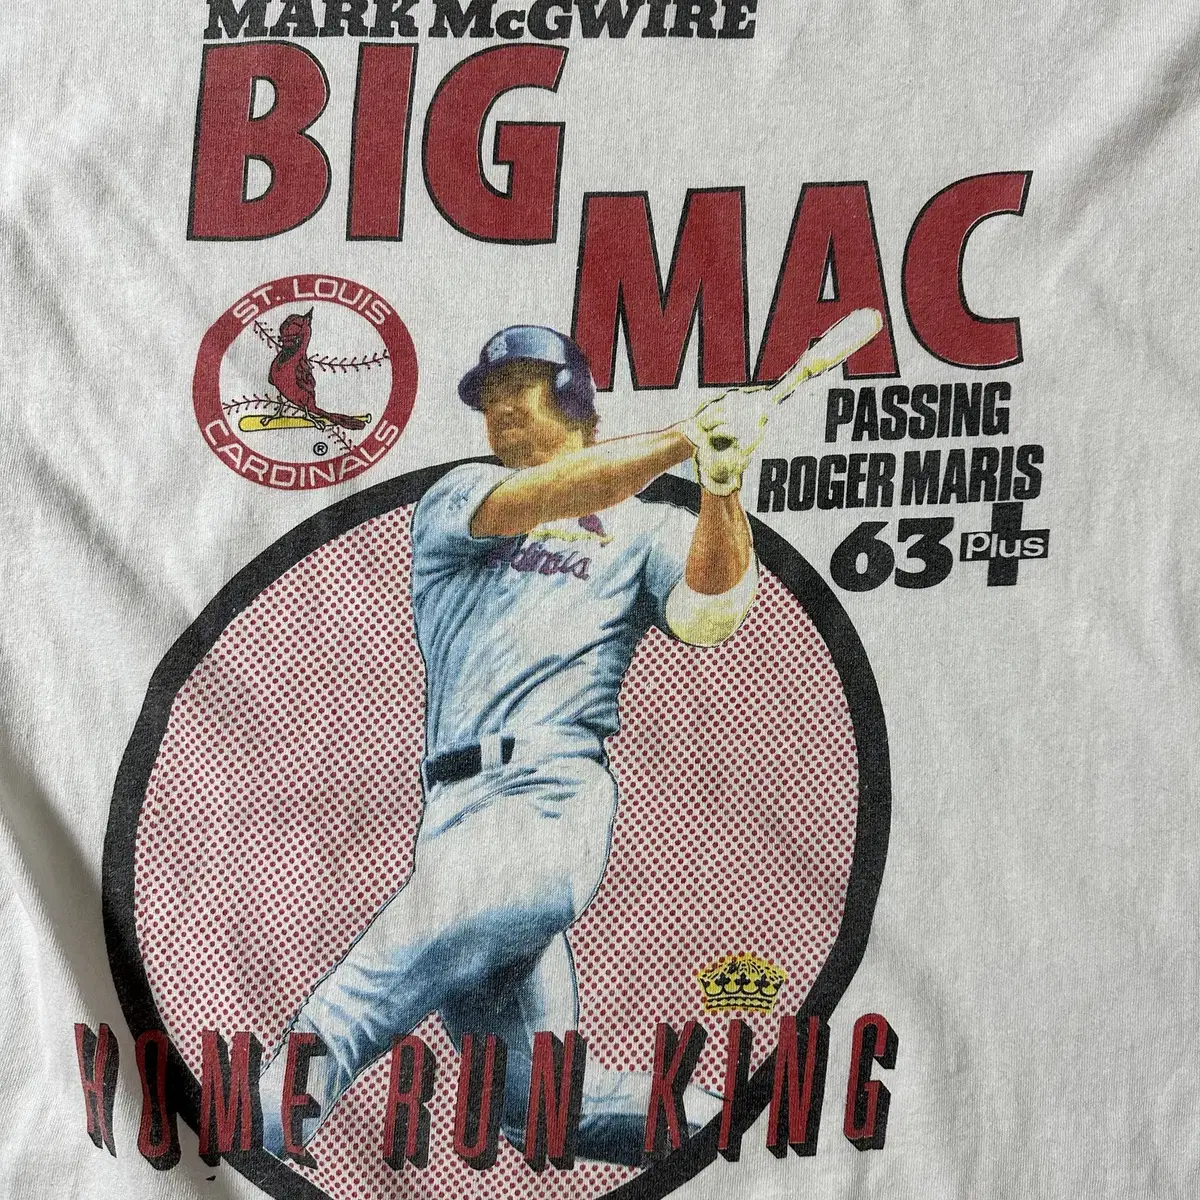 MARK McGWIRE
BIG
MAC
ST. LOUIS
CARDINALS
®
PASSING
ROGER MARIS
63 Plus
HOME RUN KING